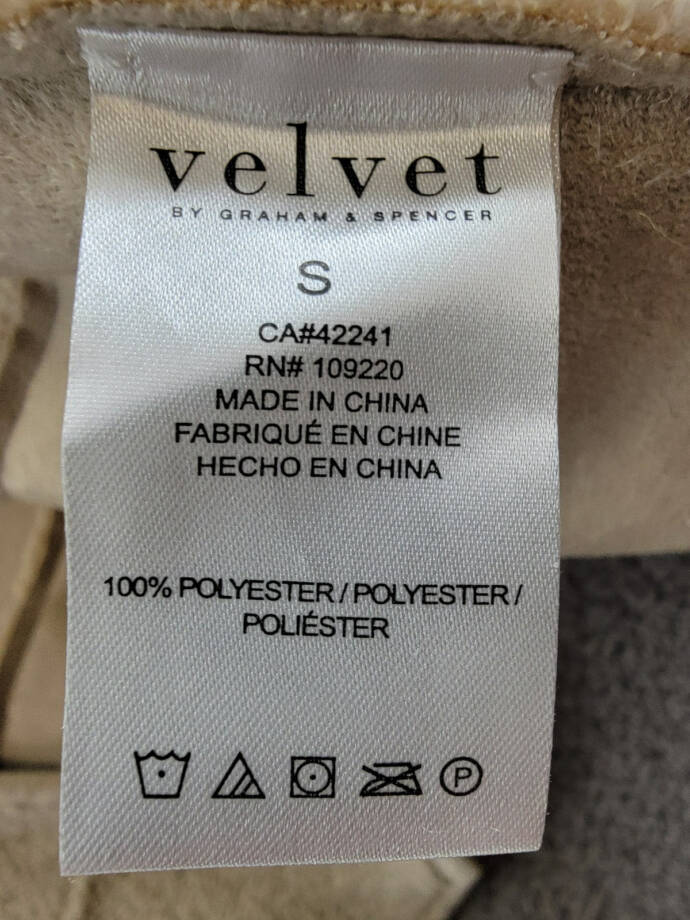 velvet
BY GRAHAM & SPENCER
S
CA#42241
RN# 109220
MADE IN CHINA
FABRIQUÉ EN CHINE
HECHO EN CHINA
100% POLYESTER / POLYESTER /
POLIÉSTER
P